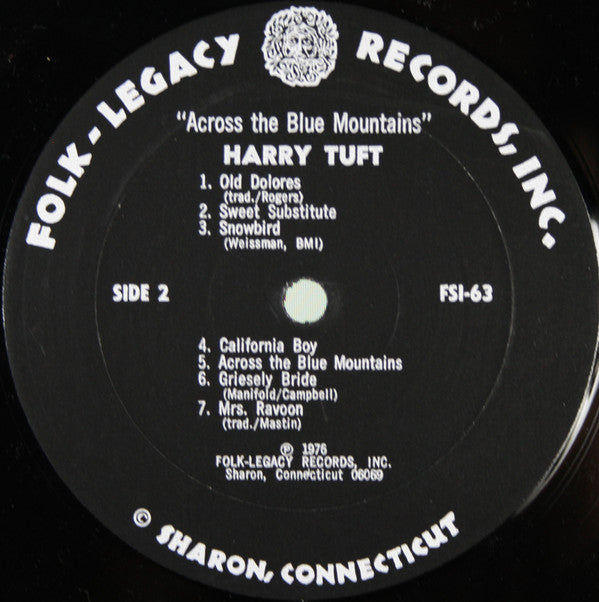 FOLK-LEGACY RECORDS, INC.
"Across the Blue Mountains"
HARRY TUFT
1. Old Dolores
(trad./Rogers)
2. Sweet Substitute
3. Snowbird
(Weissman, BMI)
SIDE 2
FSI-63
4. California Boy
5. Across the Blue Mountains
6. Griesely Bride
(Manifold/Campbell)
7. Mrs. Ravoon
(trad./Mastin)
℗ 1976
FOLK-LEGACY RECORDS, INC.
Sharon, Connecticut 06069
© SHARON, CONNECTICUT